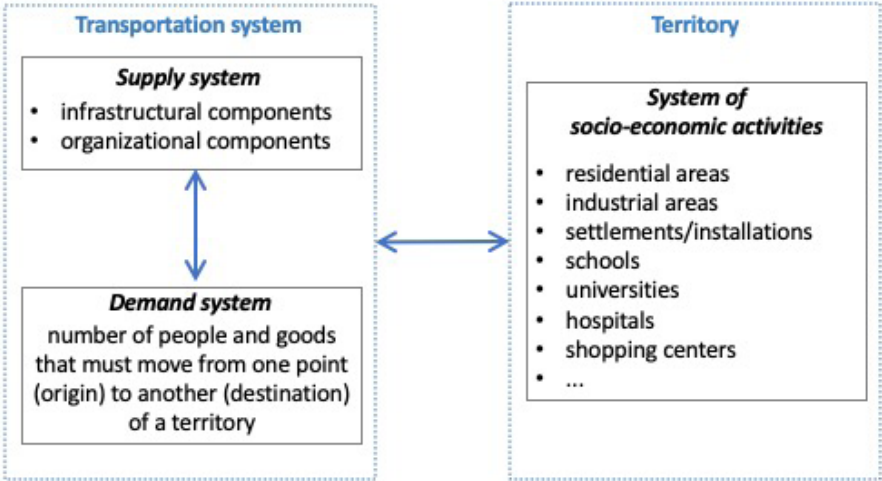 Transportation system
Supply system
• infrastructural components
• organizational components
Demand system
number of people and goods
that must move from one point
(origin) to another (destination)
of a territory
Territory
System of
socio-economic activities
• residential areas
• industrial areas
• settlements/installations
• schools
• universities
• hospitals
• shopping centers
• ...